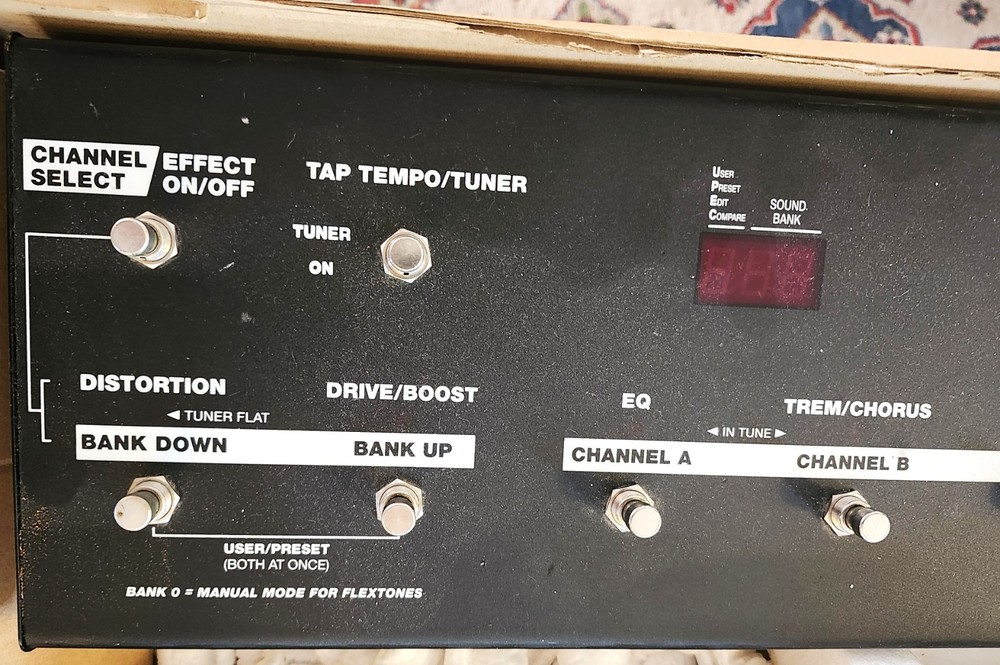 CHANNEL
SELECT
EFFECT
ON/OFF
TAP TEMPO/TUNER
TUNER
ON
USER
PRESET
EDIT
COMPARE
SOUND
BANK
DISTORTION
DRIVE/BOOST
◄ TUNER FLAT
BANK DOWN
BANK UP
EQ
TREM/CHORUS
◄ IN TUNE ►
CHANNEL A
CHANNEL B
USER/PRESET
(BOTH AT ONCE)
BANK 0 = MANUAL MODE FOR FLEXTONES